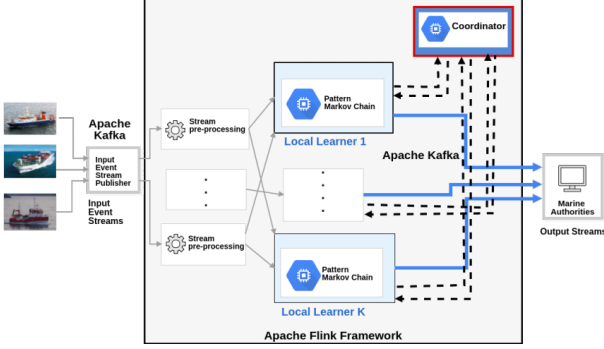 Coordinator
Apache
Kafka
Input
Event
Stream
Publisher
Input
Event
Streams
Stream
pre-processing
Stream
pre-processing
Pattern
Markov Chain
Local Learner 1
Apache Kafka
Pattern
Markov Chain
Local Learner K
Marine
Authorities
Output Streams
Apache Flink Framework